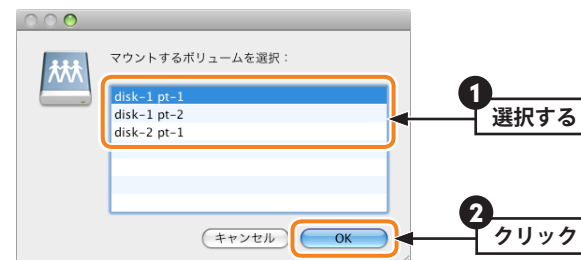 マウントするボリュームを選択：
disk-1 pt-1
disk-1 pt-2
disk-2 pt-1
1
選択する
キャンセル
OK
2
クリック